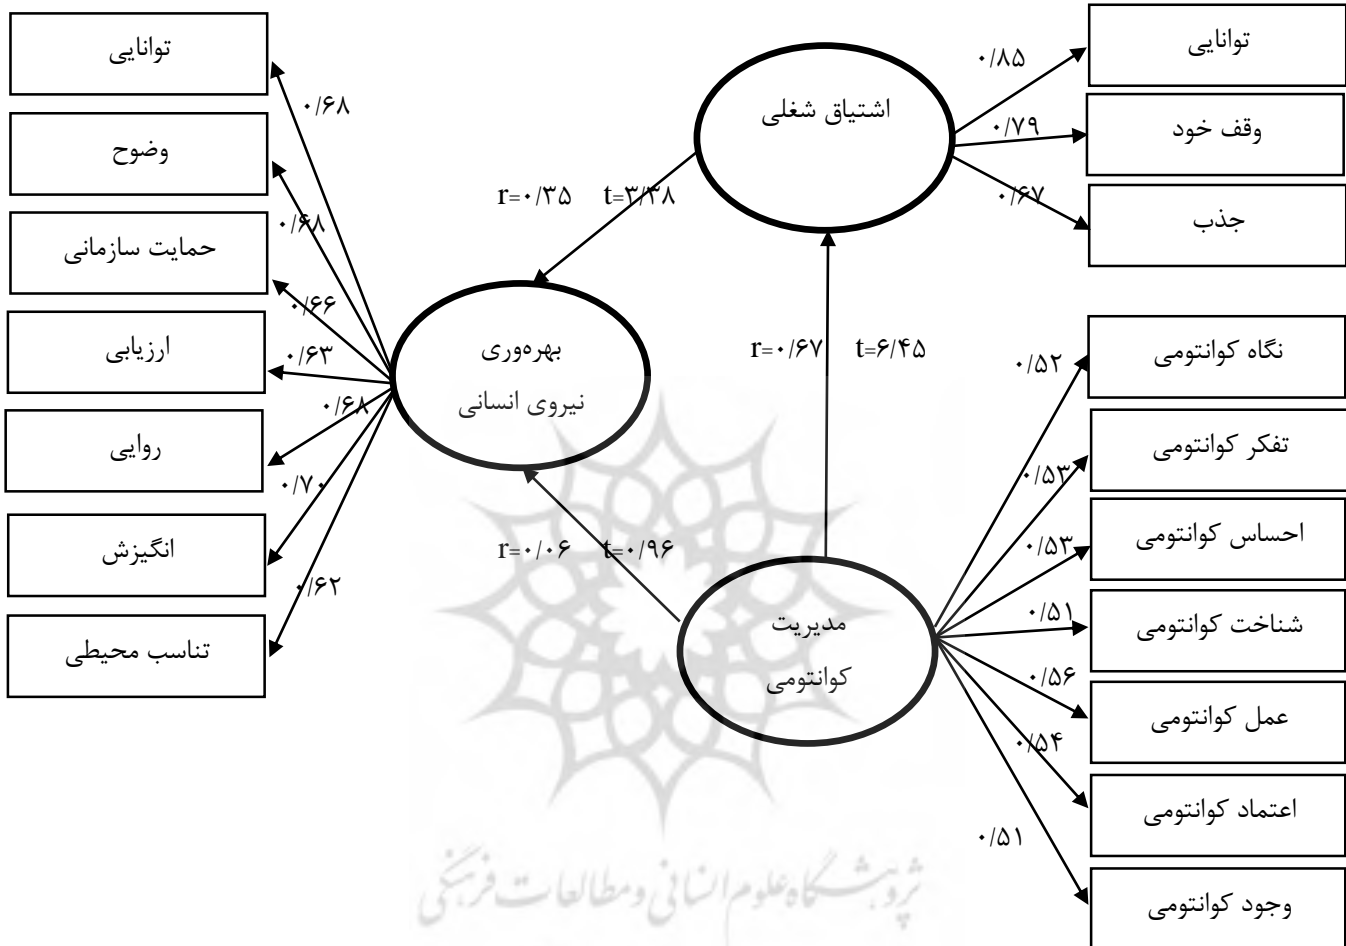 توانایی
توانایی
۰/۸۵
۰/۶۸
اشتیاق شغلی
وقف خود
۰/۷۹
وضوح
جذب
۰/۶۷
r=۰/۳۵ t=۳/۳۸
۰/۶۸
حمایت سازمانی
۰/۶۶
نگاه کوانتومی
۰/۵۲
r=۰/۶۷ t=۶/۴۵
بهره‌وری
نیروی انسانی
۰/۶۳
ارزیابی
۰/۶۸
روایی
تفکر کوانتومی
۰/۵۳
۰/۷۰
احساس کوانتومی
۰/۵۳
r=۰/۰۶ t=۰/۹۶
انگیزش
۰/۶۲
شناخت کوانتومی
۰/۵۱
مدیریت
کوانتومی
تناسب محیطی
عمل کوانتومی
۰/۵۶
اعتماد کوانتومی
۰/۵۴
۰/۵۱
وجود کوانتومی
پژوهشگاه علوم انسانی و مطالعات فرهنگی